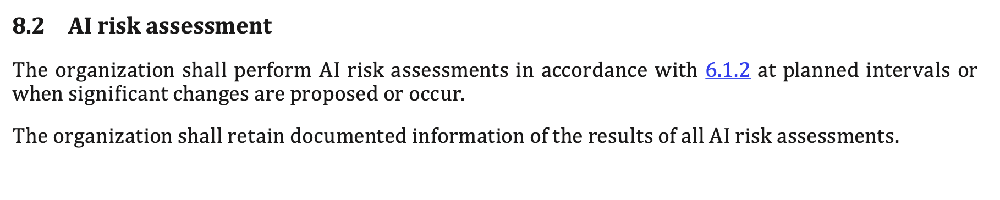 8.2 AI risk assessment
The organization shall perform AI risk assessments in accordance with 6.1.2 at planned intervals or
when significant changes are proposed or occur.
The organization shall retain documented information of the results of all AI risk assessments.